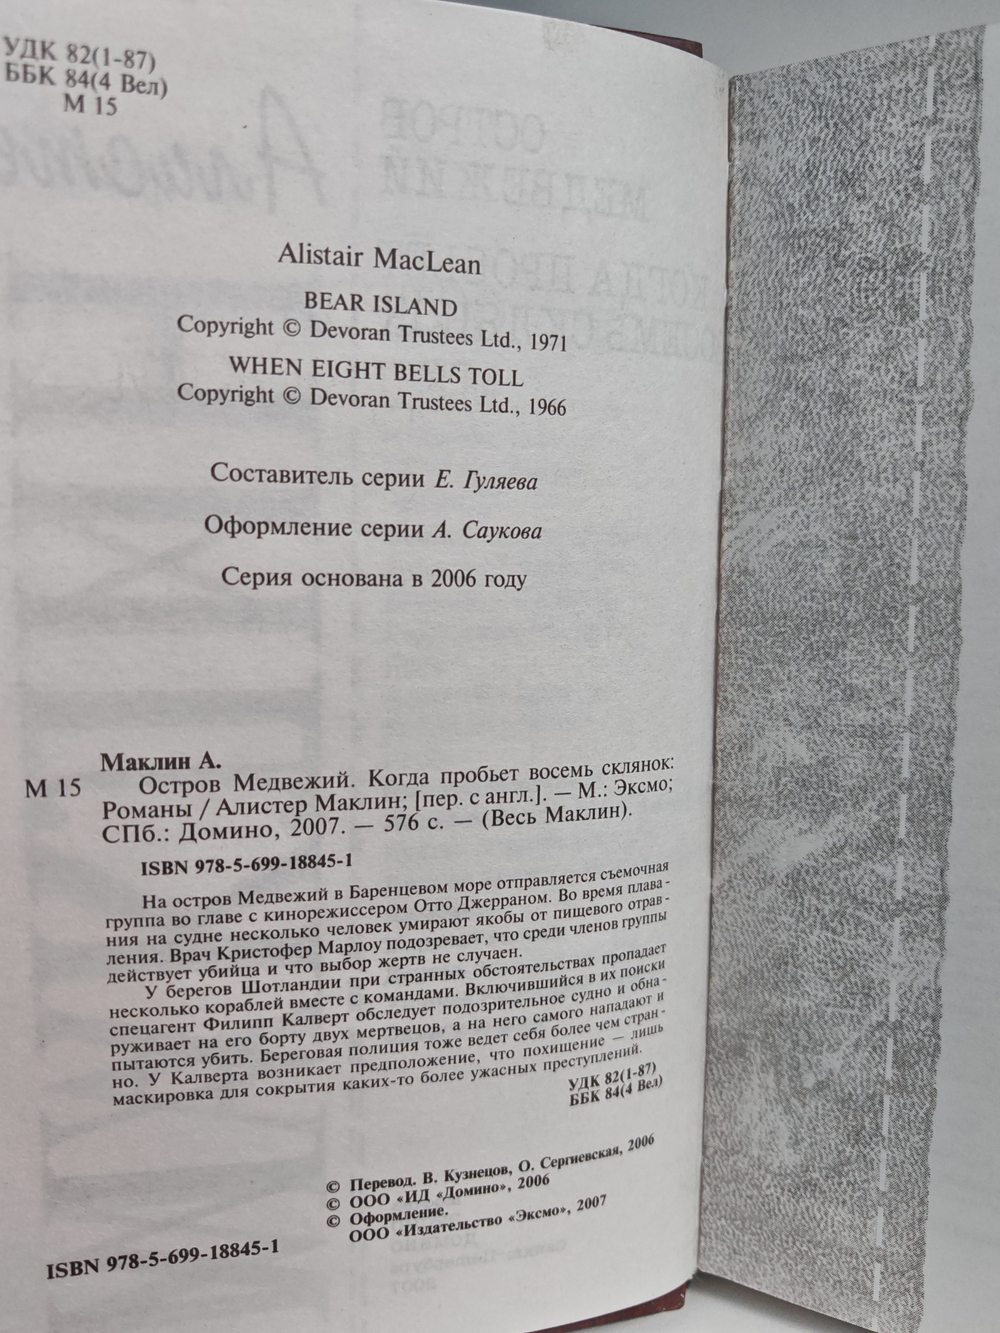 УДК 82(1-87)
ББК 84(4 Вел)
М 15
Alistair MacLean
BEAR ISLAND
Copyright © Devoran Trustees Ltd., 1971
WHEN EIGHT BELLS TOLL
Copyright © Devoran Trustees Ltd., 1966
Составитель серии Е. Гуляева
Оформление серии А. Саукова
Серия основана в 2006 году
Маклин А.
М 15 Остров Медвежий. Когда пробьет восемь склянок:
Романы / Алистер Маклин; [пер. с англ.]. — М.: Эксмо;
СПб.: Домино, 2007. — 576 с. — (Весь Маклин).
ISBN 978-5-699-18845-1
На остров Медвежий в Баренцевом море отправляется съемочная
группа во главе с кинорежиссером Отто Джерраном. Во время плава-
ния на судне несколько человек умирают якобы от пищевого отрав-
ления. Врач Кристофер Марлоу подозревает, что среди членов группы
действует убийца и что выбор жертв не случаен.
У берегов Шотландии при странных обстоятельствах пропадает
несколько кораблей вместе с командами. Включившийся в их поиски
спецагент Филипп Калверт обследует подозрительное судно и обна-
руживает на его борту двух мертвецов, а на него самого нападают и
пытаются убить. Береговая полиция тоже ведет себя более чем стран-
но. У Калверта возникает предположение, что похищение — лишь
маскировка для сокрытия каких-то более ужасных преступлений.
УДК 82(1-87)
ББК 84(4 Вел)
© Перевод. В. Кузнецов, О. Сергиевская, 2006
© ООО «ИД «Домино», 2006
© Оформление.
ООО «Издательство «Эксмо», 2007
ISBN 978-5-699-18845-1